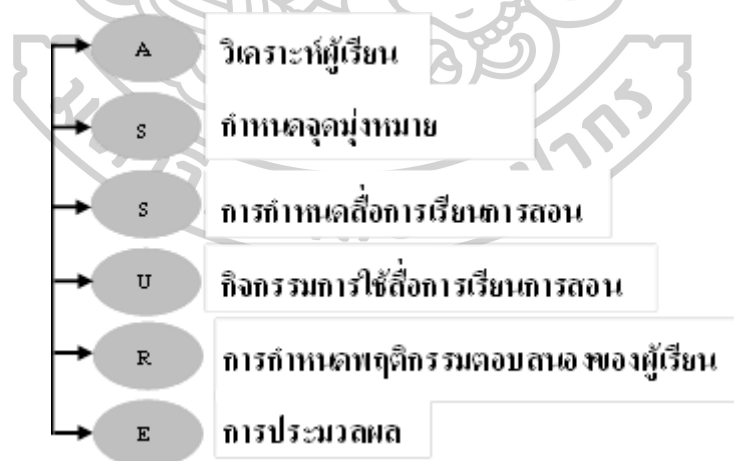 A วิเคราะห์ผู้เรียน
S กำหนดจุดมุ่งหมาย
S การกำหนดสื่อการเรียนการสอน
U กิจกรรมการใช้สื่อการเรียนการสอน
R การกำหนดพฤติกรรมตอบสนองของผู้เรียน
E การประมวลผล